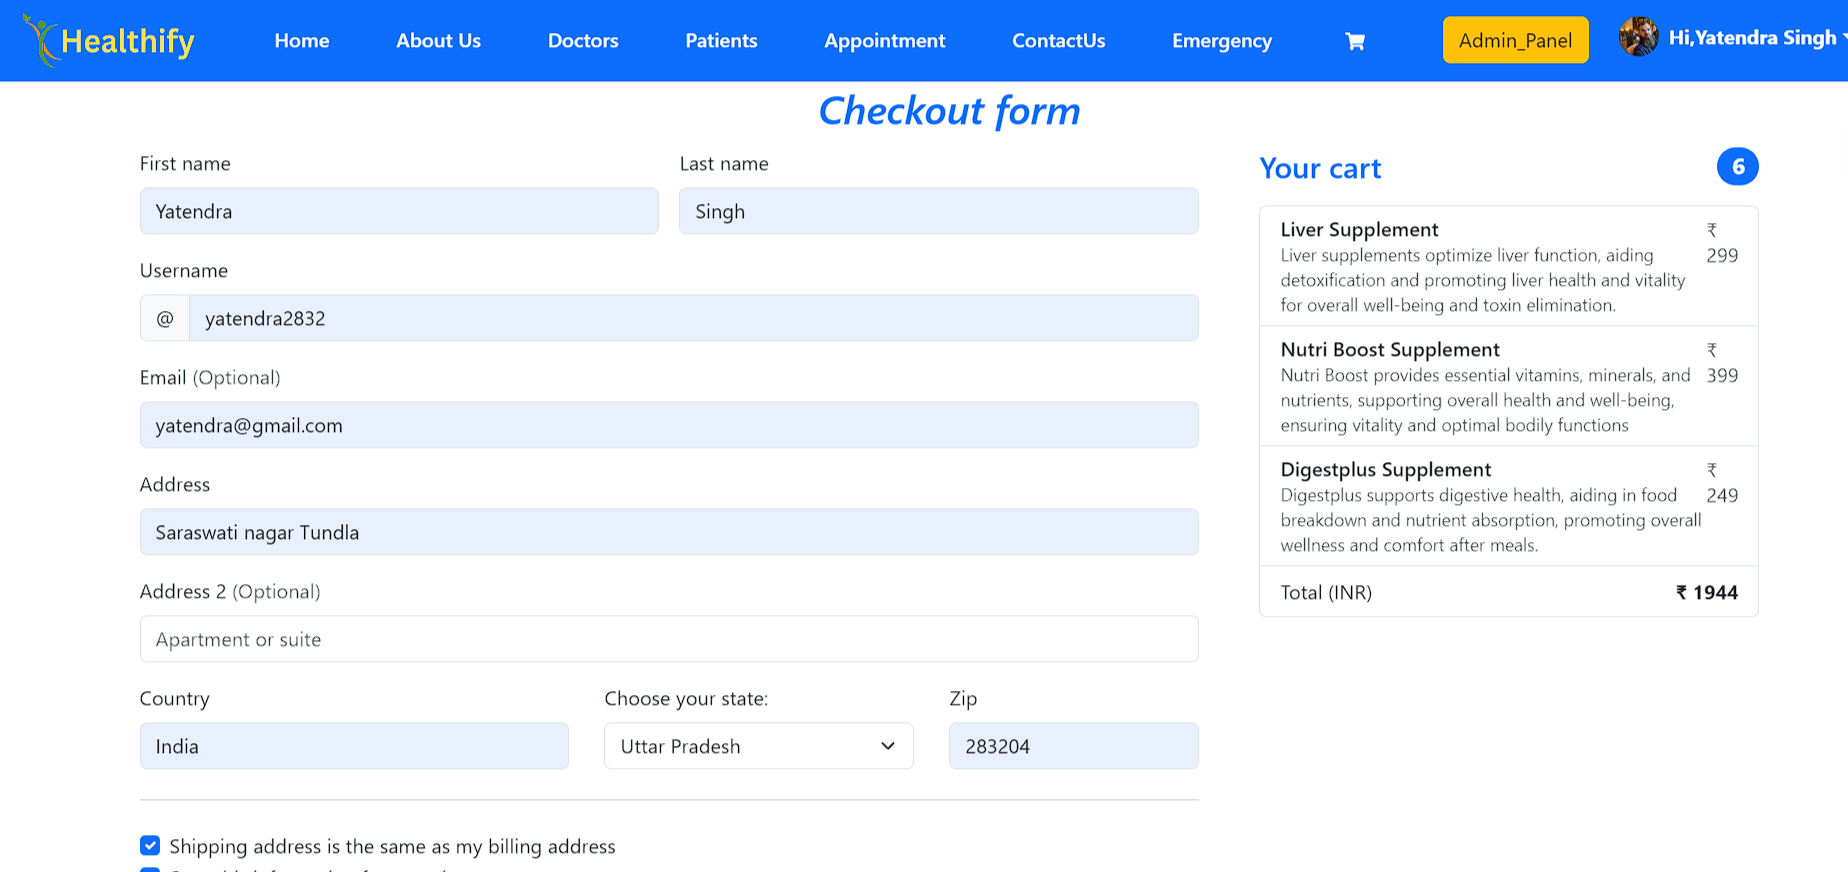 Healthify
Home About Us Doctors Patients Appointment ContactUs Emergency Admin_Panel Hi,Yatendra Singh
Checkout form
First name Last name
Yatendra Singh
Username
@ yatendra2832
Email (Optional)
yatendra@gmail.com
Address
Saraswati nagar Tundla
Address 2 (Optional)
Apartment or suite
Country Choose your state: Zip
India Uttar Pradesh 283204
Shipping address is the same as my billing address
Your cart 6
Liver Supplement ₹
Liver supplements optimize liver function, aiding 299
detoxification and promoting liver health and vitality
for overall well-being and toxin elimination.
Nutri Boost Supplement ₹
Nutri Boost provides essential vitamins, minerals, and 399
nutrients, supporting overall health and well-being,
ensuring vitality and optimal bodily functions
Digestplus Supplement ₹
Digestplus supports digestive health, aiding in food 249
breakdown and nutrient absorption, promoting overall
wellness and comfort after meals.
Total (INR) ₹ 1944